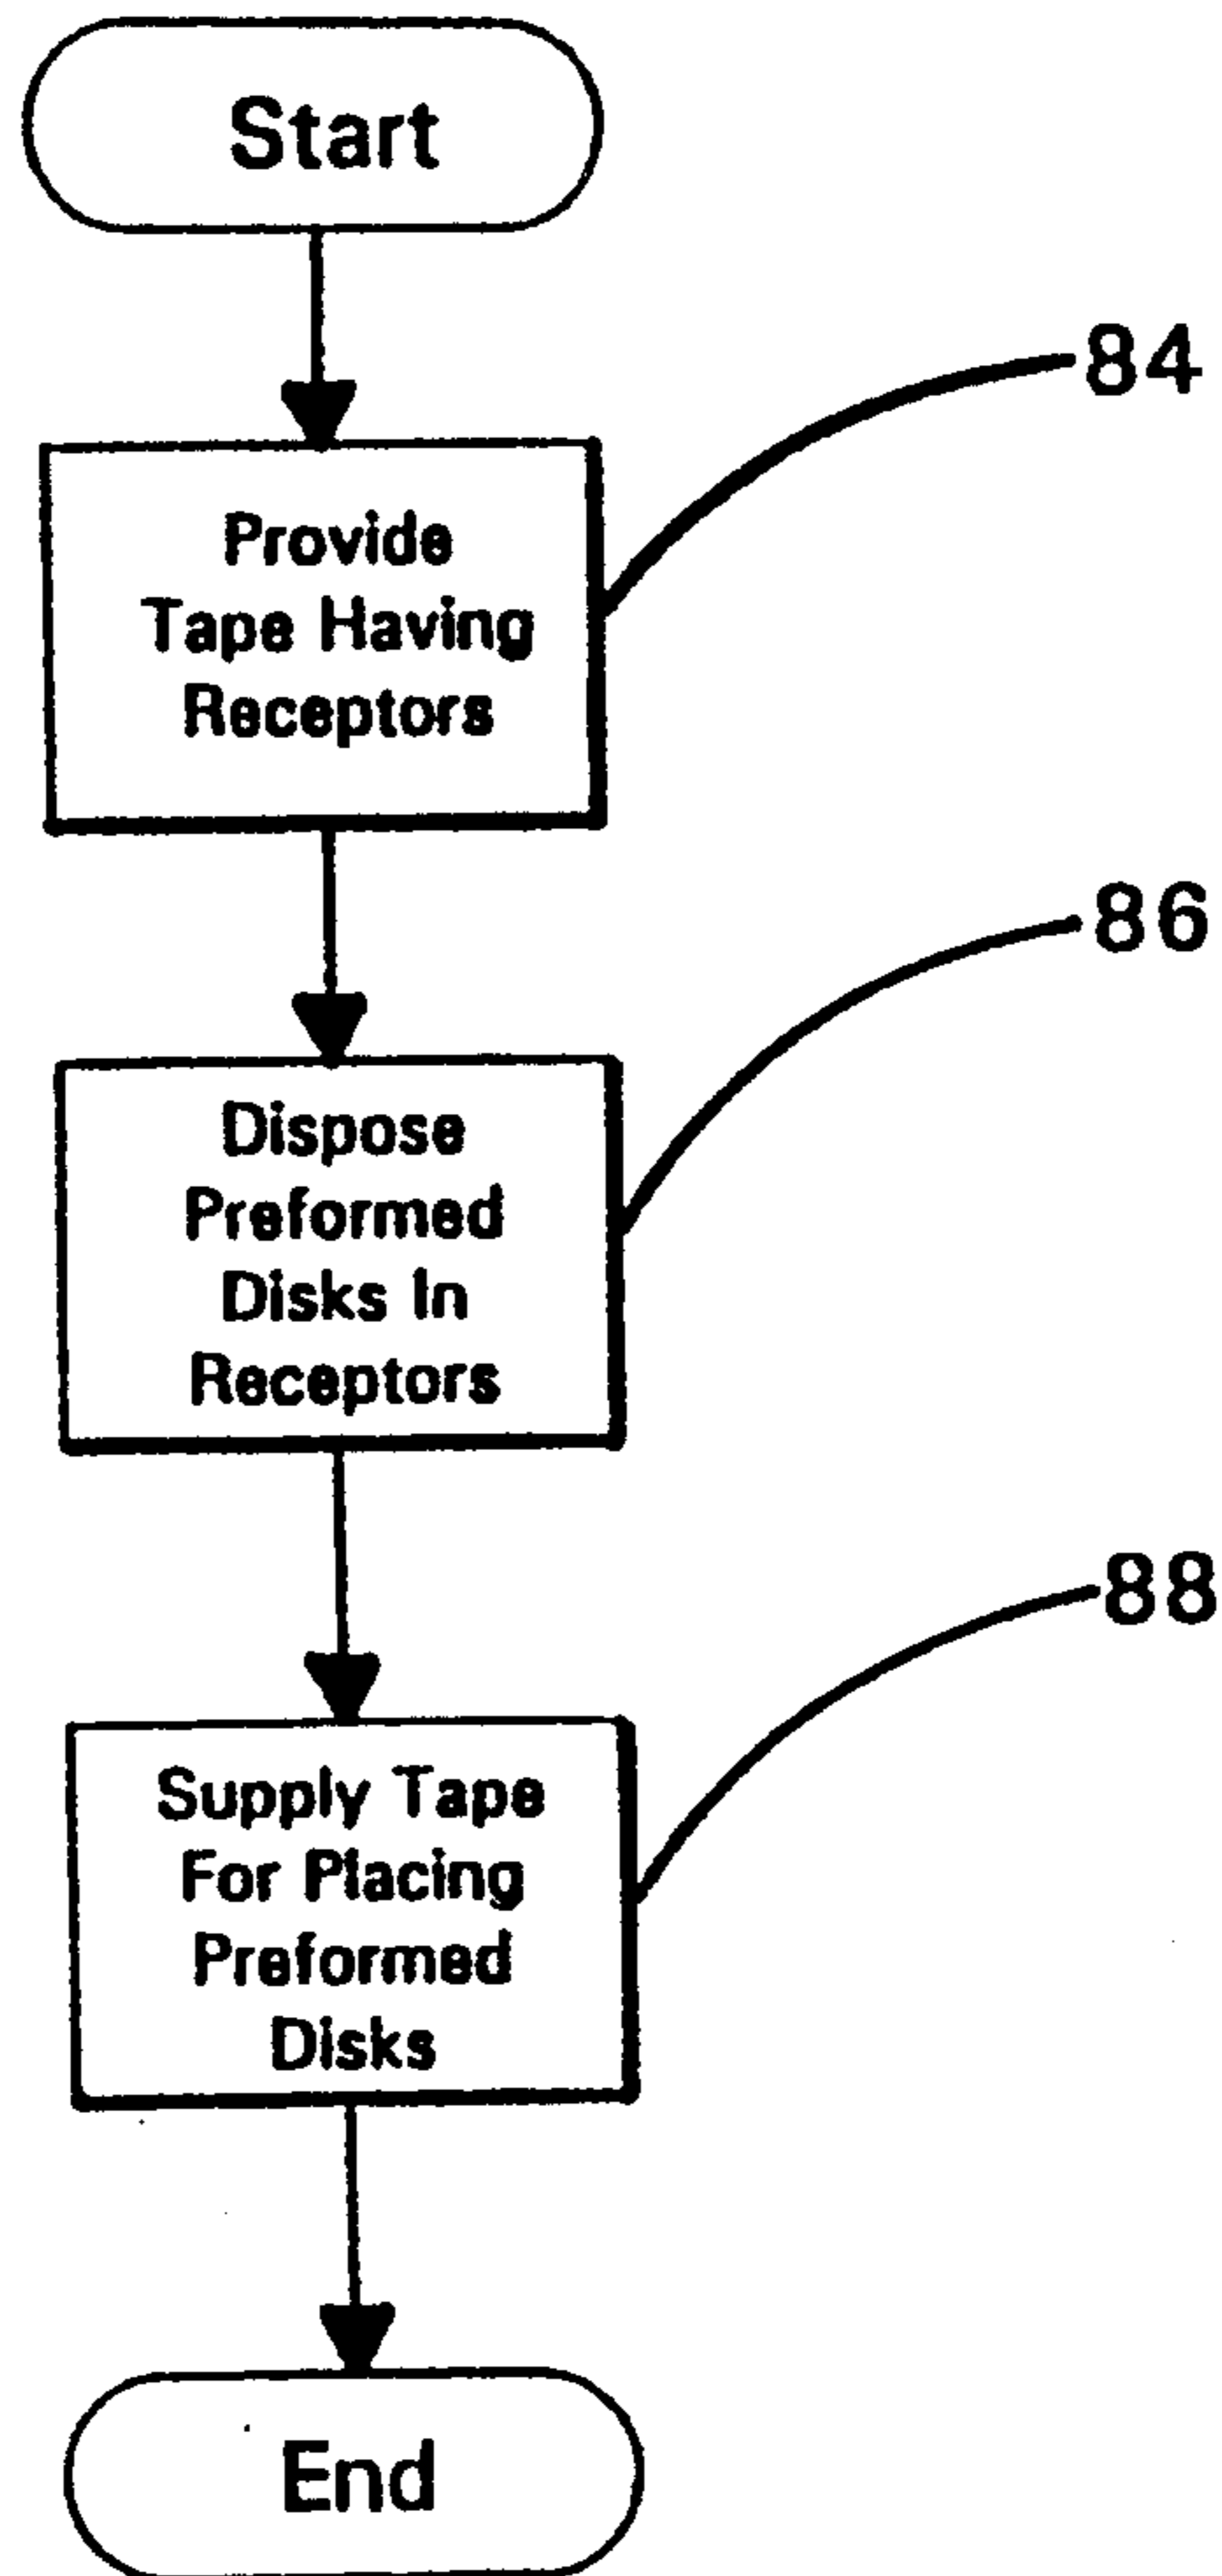 Start
84
Provide
Tape Having
Receptors
86
Dispose
Preformed
Disks In
Receptors
88
Supply Tape
For Placing
Preformed
Disks
End